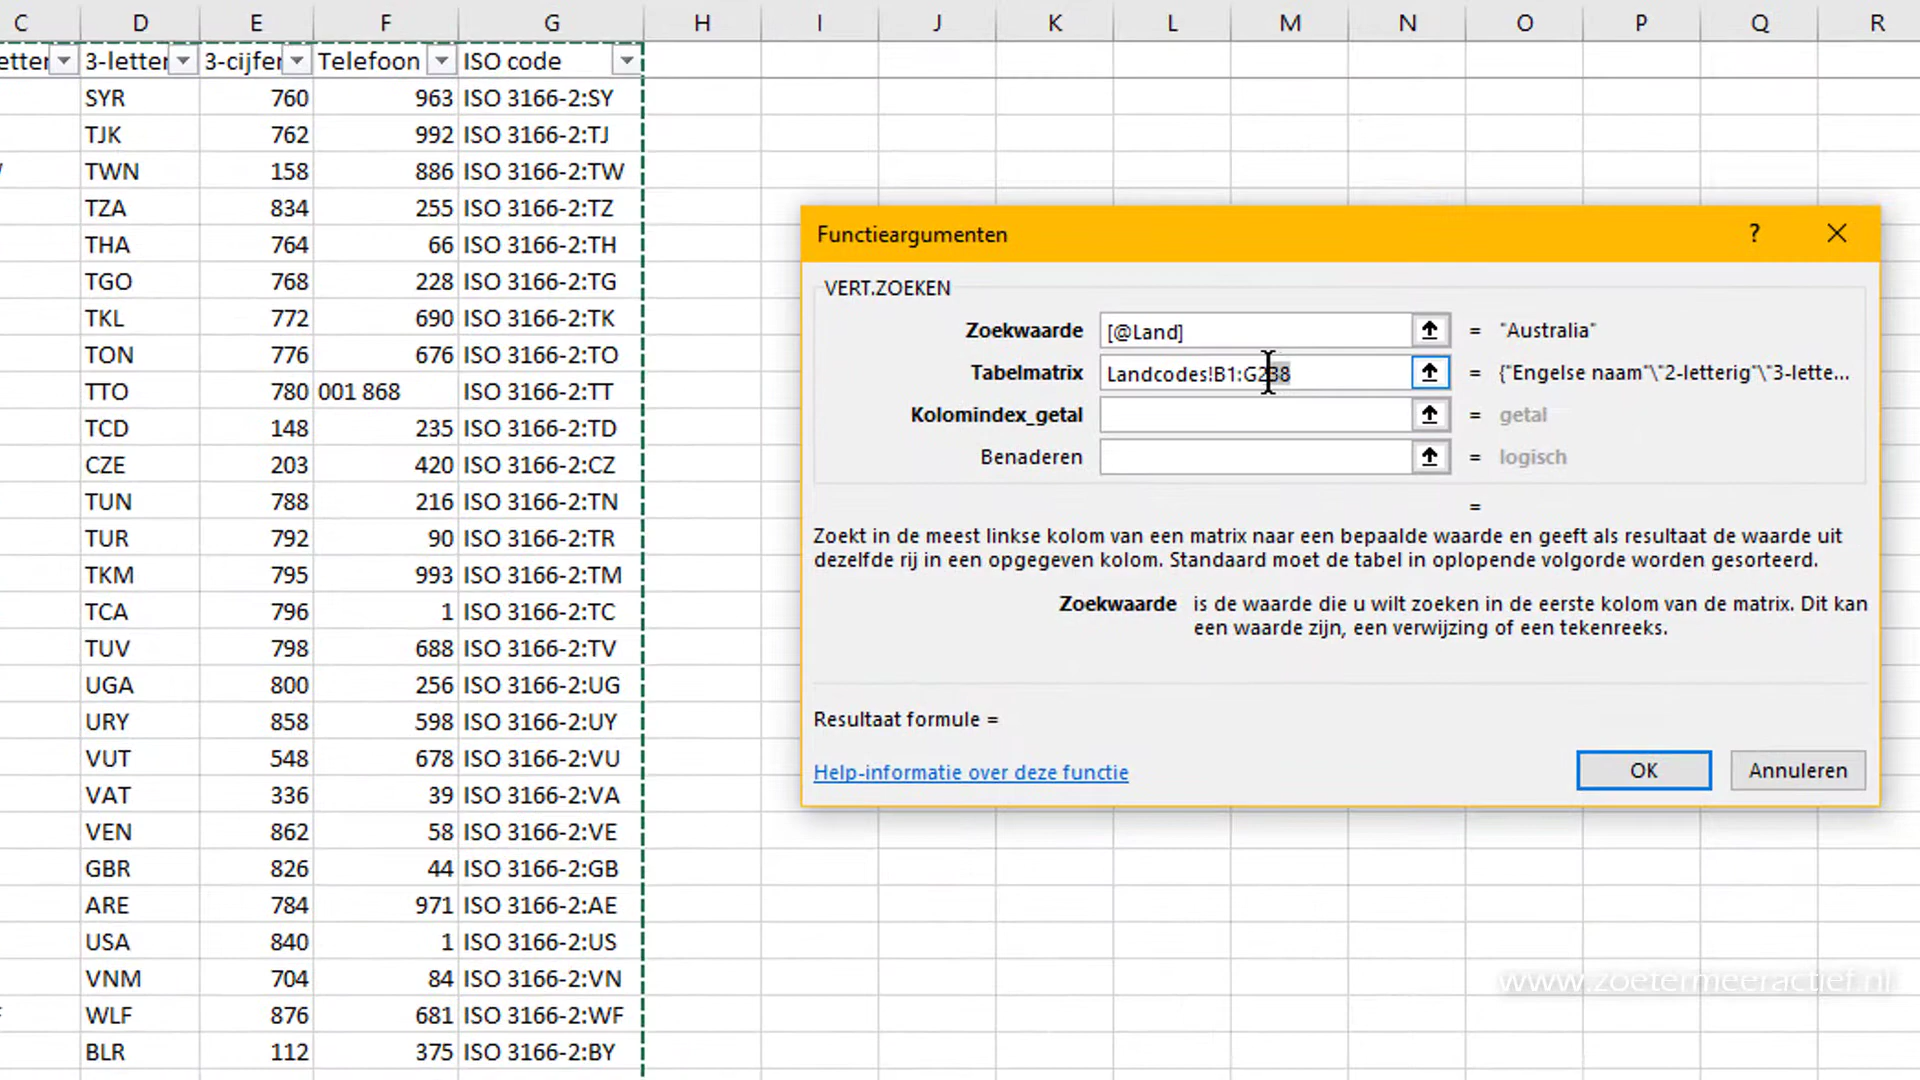 C D E F G H I J K L M N O P Q R
etter 3-letter 3-cijfer Telefoon ISO code
SYR 760 963 ISO 3166-2:SY
TJK 762 992 ISO 3166-2:TJ
TWN 158 886 ISO 3166-2:TW
TZA 834 255 ISO 3166-2:TZ
THA 764 66 ISO 3166-2:TH
TGO 768 228 ISO 3166-2:TG
TKL 772 690 ISO 3166-2:TK
TON 776 676 ISO 3166-2:TO
TTO 780 001 868 ISO 3166-2:TT
TCD 148 235 ISO 3166-2:TD
CZE 203 420 ISO 3166-2:CZ
TUN 788 216 ISO 3166-2:TN
TUR 792 90 ISO 3166-2:TR
TKM 795 993 ISO 3166-2:TM
TCA 796 1 ISO 3166-2:TC
TUV 798 688 ISO 3166-2:TV
UGA 800 256 ISO 3166-2:UG
URY 858 598 ISO 3166-2:UY
VUT 548 678 ISO 3166-2:VU
VAT 336 39 ISO 3166-2:VA
VEN 862 58 ISO 3166-2:VE
GBR 826 44 ISO 3166-2:GB
ARE 784 971 ISO 3166-2:AE
USA 840 1 ISO 3166-2:US
VNM 704 84 ISO 3166-2:VN
WLF 876 681 ISO 3166-2:WF
BLR 112 375 ISO 3166-2:BY
Functieargumenten ?
VERT.ZOEKEN
Zoekwaarde [@Land] = "Australia"
Tabelmatrix Landcodes!B1:G238 = {"Engelse naam"\"2-letterig"\"3-lette...
Kolomindex_getal = getal
Benaderen = logisch
=
Zoekt in de meest linkse kolom van een matrix naar een bepaalde waarde en geeft als resultaat de waarde uit
dezelfde rij in een opgegeven kolom. Standaard moet de tabel in oplopende volgorde worden gesorteerd.
Zoekwaarde is de waarde die u wilt zoeken in de eerste kolom van de matrix. Dit kan
een waarde zijn, een verwijzing of een tekenreeks.
Resultaat formule =
Help-informatie over deze functie OK Annuleren
www.zoetermeeractief.nl